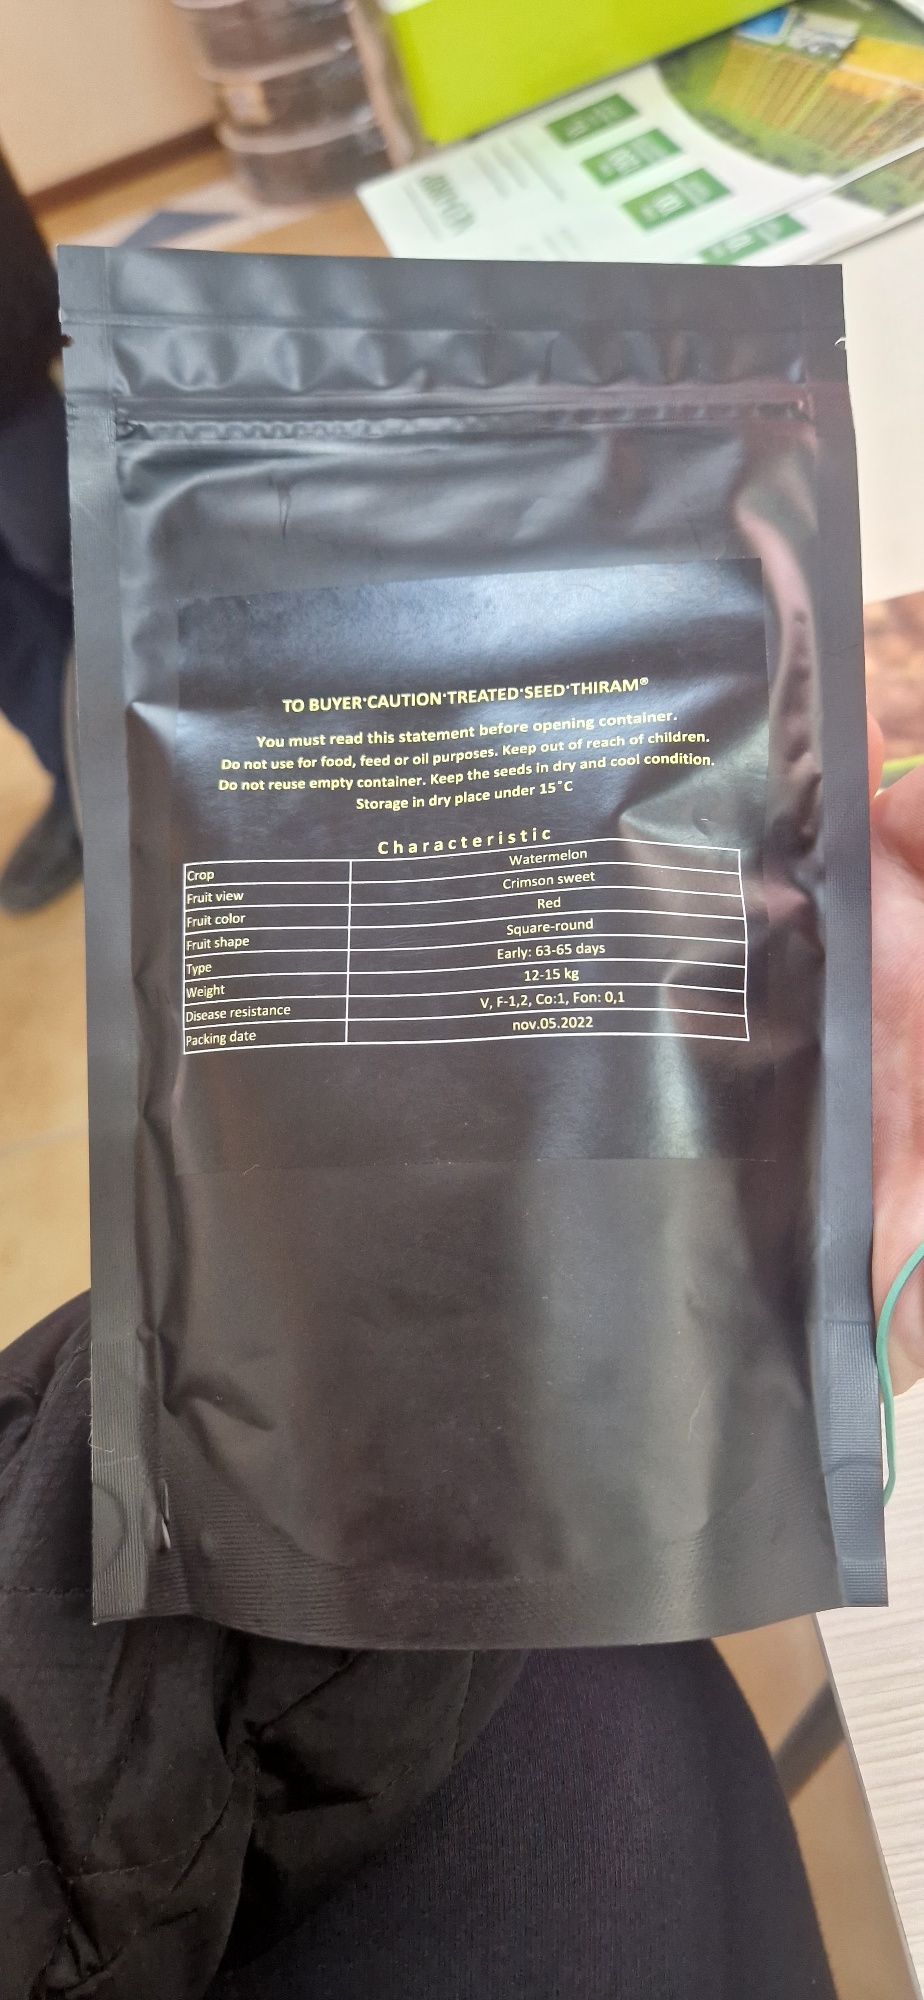 TO BUYER·CAUTION·TREATED·SEED·THIRAM®
You must read this statement before opening container.
Do not use for food, feed or oil purposes. Keep out of reach of children.
Do not reuse empty container. Keep the seeds in dry and cool condition.
Storage in dry place under 15°C
Characteristic
Crop Watermelon
Fruit view Crimson sweet
Fruit color Red
Fruit shape Square-round
Type Early: 63-65 days
Weight 12-15 kg
Disease resistance V, F-1,2, Co:1, Fon: 0,1
Packing date nov.05.2022